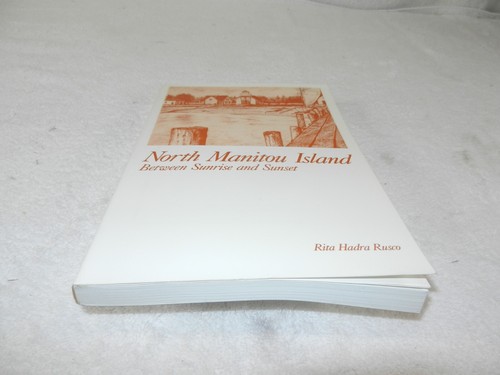 North Manitou Island
Between Sunrise and Sunset
Rita Hadra Rusco